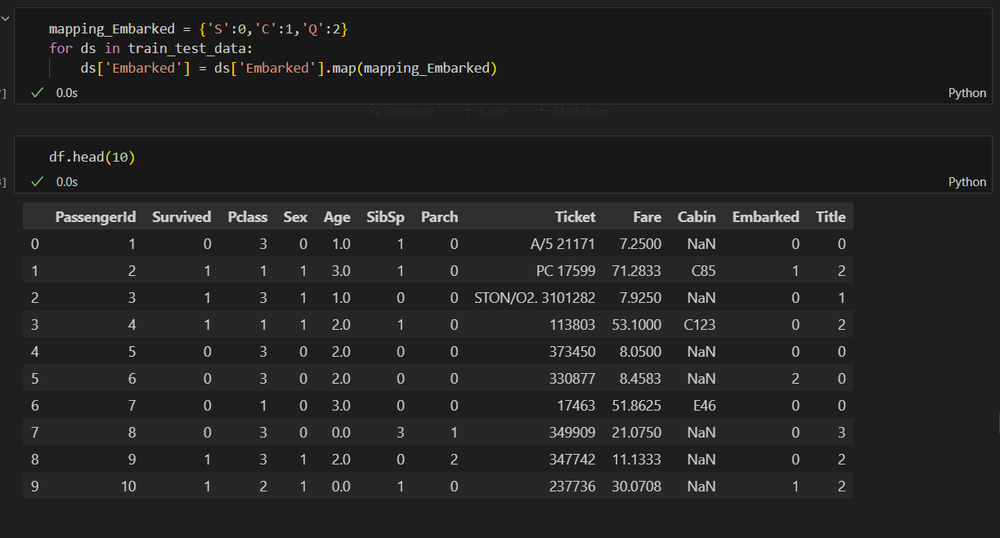 mapping_Embarked = {'S':0,'C':1,'Q':2}
for ds in train_test_data:
    ds['Embarked'] = ds['Embarked'].map(mapping_Embarked)
] ✓ 0.0s Python
Generate + Code + Markdown
df.head(10)
] ✓ 0.0s Python
PassengerId Survived Pclass Sex Age SibSp Parch Ticket Fare Cabin Embarked Title
0 1 0 3 0 1.0 1 0 A/5 21171 7.2500 NaN 0 0
1 2 1 1 1 3.0 1 0 PC 17599 71.2833 C85 1 2
2 3 1 3 1 1.0 0 0 STON/O2. 3101282 7.9250 NaN 0 1
3 4 1 1 1 2.0 1 0 113803 53.1000 C123 0 2
4 5 0 3 0 2.0 0 0 373450 8.0500 NaN 0 0
5 6 0 3 0 2.0 0 0 330877 8.4583 NaN 2 0
6 7 0 1 0 3.0 0 0 17463 51.8625 E46 0 0
7 8 0 3 0 0.0 3 1 349909 21.0750 NaN 0 3
8 9 1 3 1 2.0 0 2 347742 11.1333 NaN 0 2
9 10 1 2 1 0.0 1 0 237736 30.0708 NaN 1 2